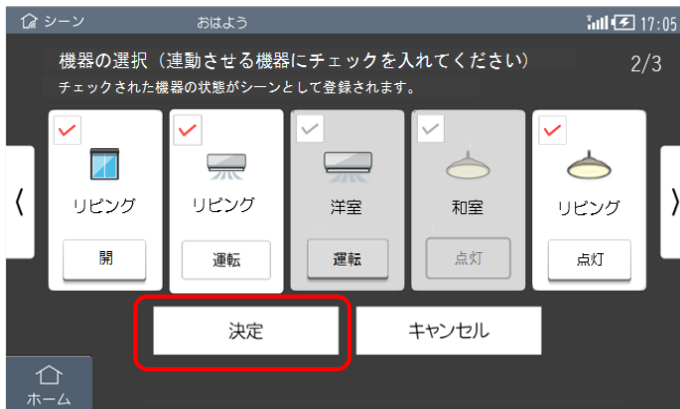 シーン おはよう 17:05
機器の選択（連動させる機器にチェックを入れてください） 2/3
チェックされた機器の状態がシーンとして登録されます。
リビング リビング 洋室 和室 リビング
開 運転 運転 点灯 点灯
決定 キャンセル
ホーム